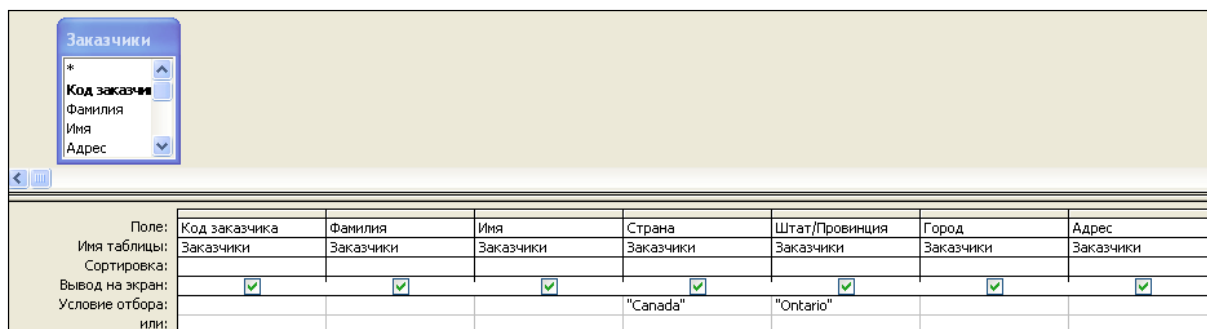 Заказчики
*
Код заказчи
Фамилия
Имя
Адрес
Поле: Код заказчика Фамилия Имя Страна Штат/Провинция Город Адрес
Имя таблицы: Заказчики Заказчики Заказчики Заказчики Заказчики Заказчики Заказчики
Сортировка:
Вывод на экран:
Условие отбора: "Canada" "Ontario"
или: